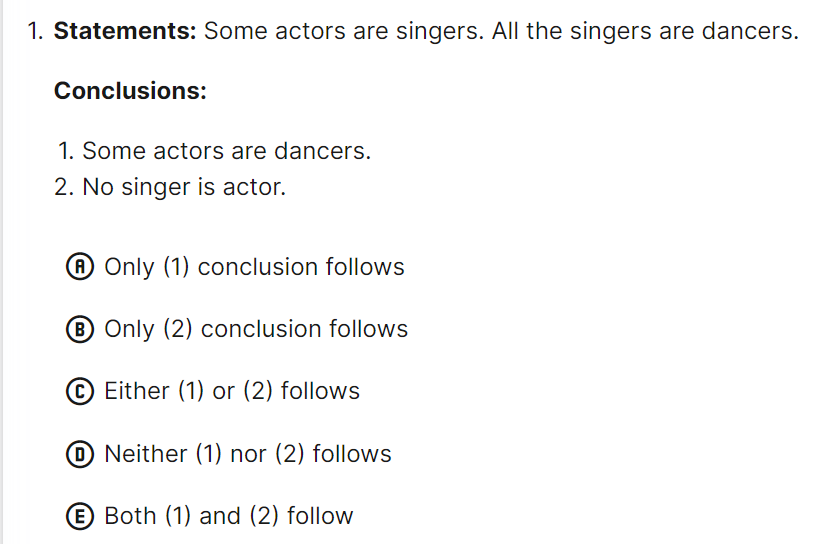 1. Statements: Some actors are singers. All the singers are dancers.
Conclusions:
1. Some actors are dancers.
2. No singer is actor.
A Only (1) conclusion follows
B Only (2) conclusion follows
C Either (1) or (2) follows
D Neither (1) nor (2) follows
E Both (1) and (2) follow